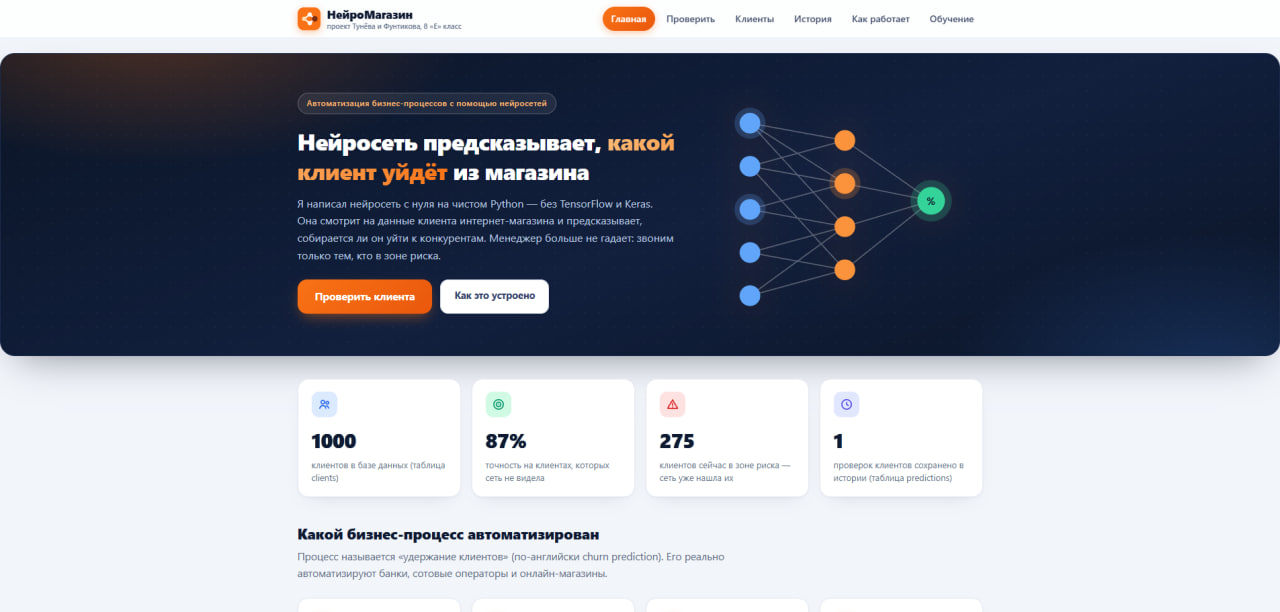 НейроМагазин
проект Тунёва и Фунтикова, 8 «Е» класс
Главная
Проверить
Клиенты
История
Как работает
Обучение
Автоматизация бизнес-процессов с помощью нейросетей
Нейросеть предсказывает, какой
клиент уйдёт из магазина
Я написал нейросеть с нуля на чистом Python — без TensorFlow и Keras.
Она смотрит на данные клиента интернет-магазина и предсказывает,
собирается ли он уйти к конкурентам. Менеджер больше не гадает: звоним
только тем, кто в зоне риска.
Проверить клиента
Как это устроено
%
1000
клиентов в базе данных (таблица
clients)
87%
точность на клиентах, которых
сеть не видела
275
клиентов сейчас в зоне риска —
сеть уже нашла их
1
проверок клиентов сохранено в
истории (таблица predictions)
Какой бизнес-процесс автоматизирован
Процесс называется «удержание клиентов» (по-английски churn prediction). Его реально
автоматизируют банки, сотовые операторы и онлайн-магазины.